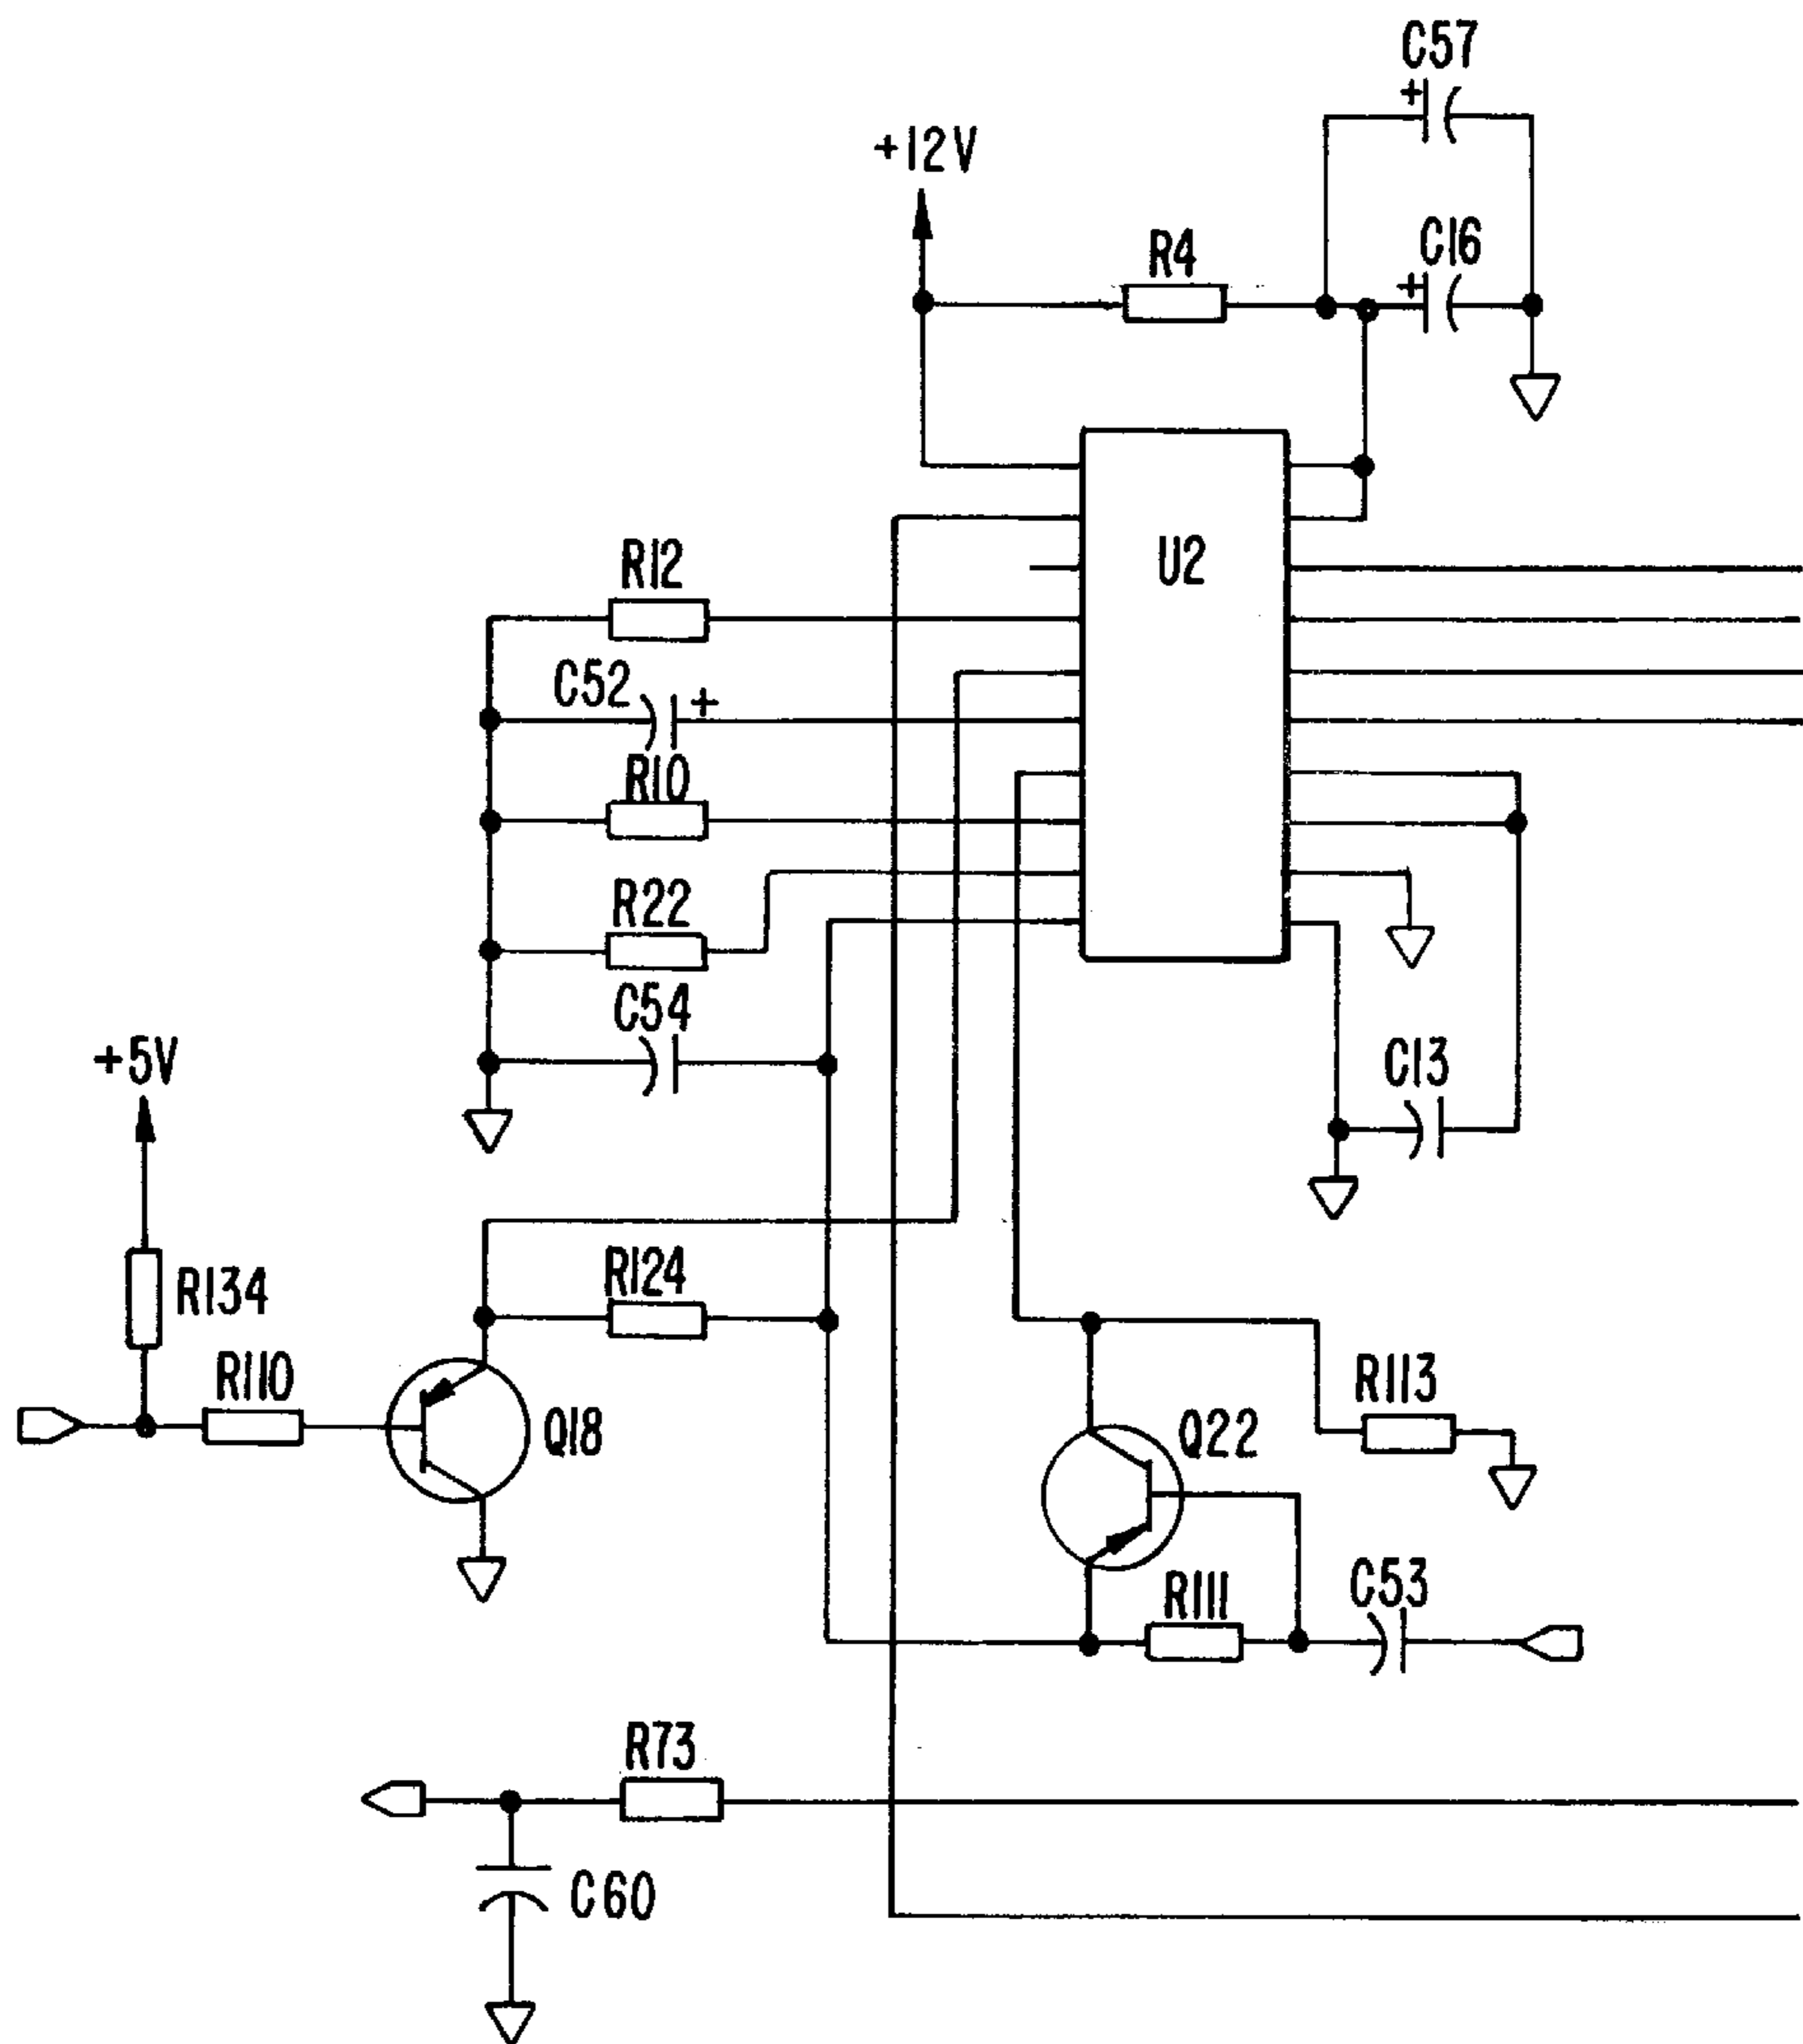 C57
+12V
C16
R4
+
+
U2
R12
C52
+
R10
R22
C54
+5V
C13
R134
R124
R110
R113
Q18
Q22
R111
C53
R73
C60